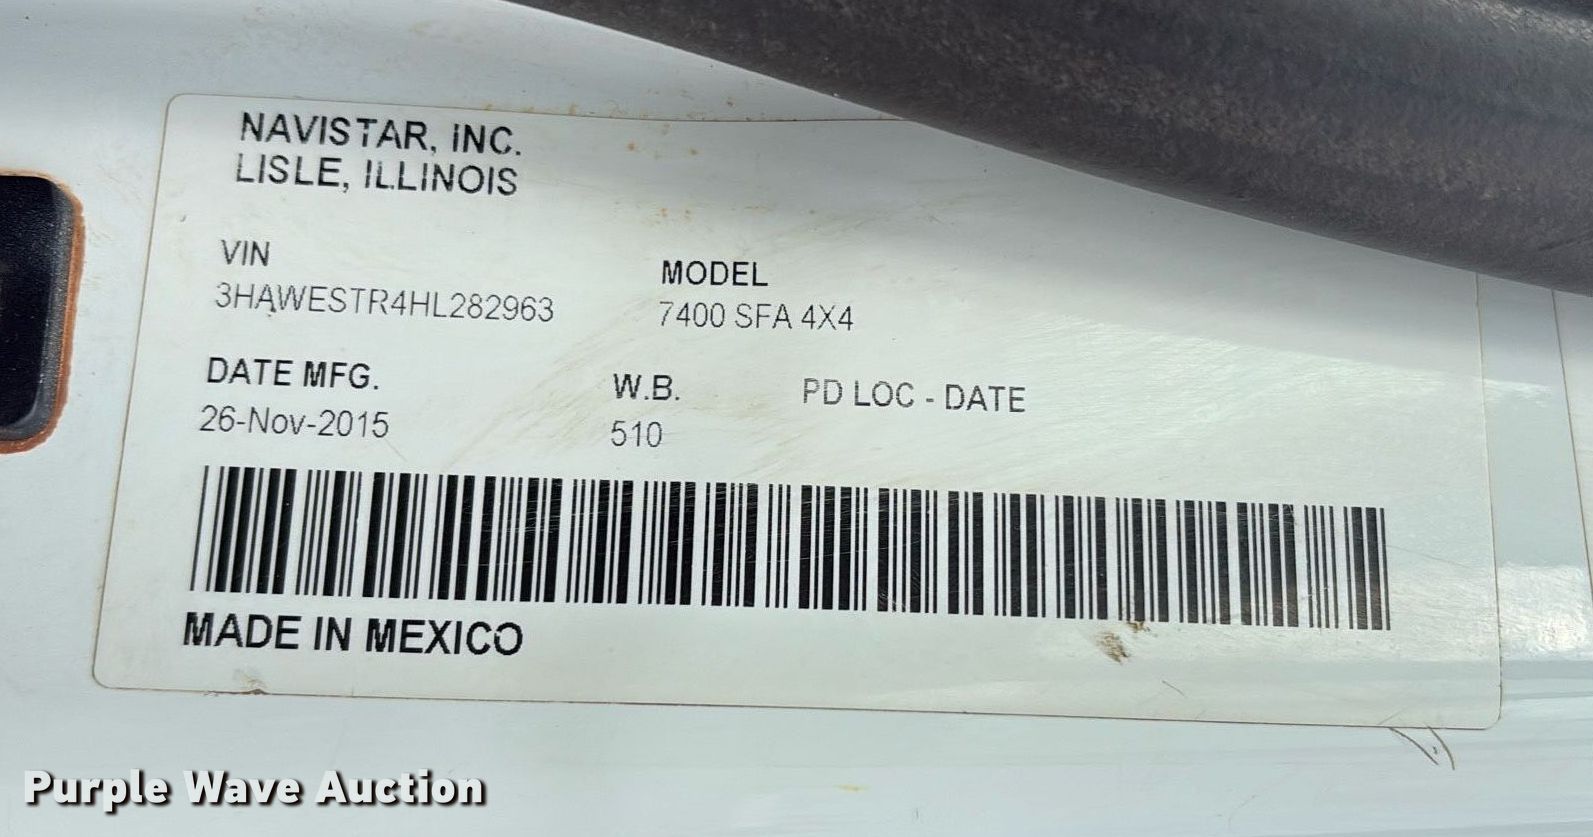 NAVISTAR, INC.
LISLE, ILLINOIS
VIN
3HAWESTR4HL282963
MODEL
7400 SFA 4X4
DATE MFG.
26-Nov-2015
W.B.
510
PD LOC - DATE
MADE IN MEXICO
Purple Wave Auction